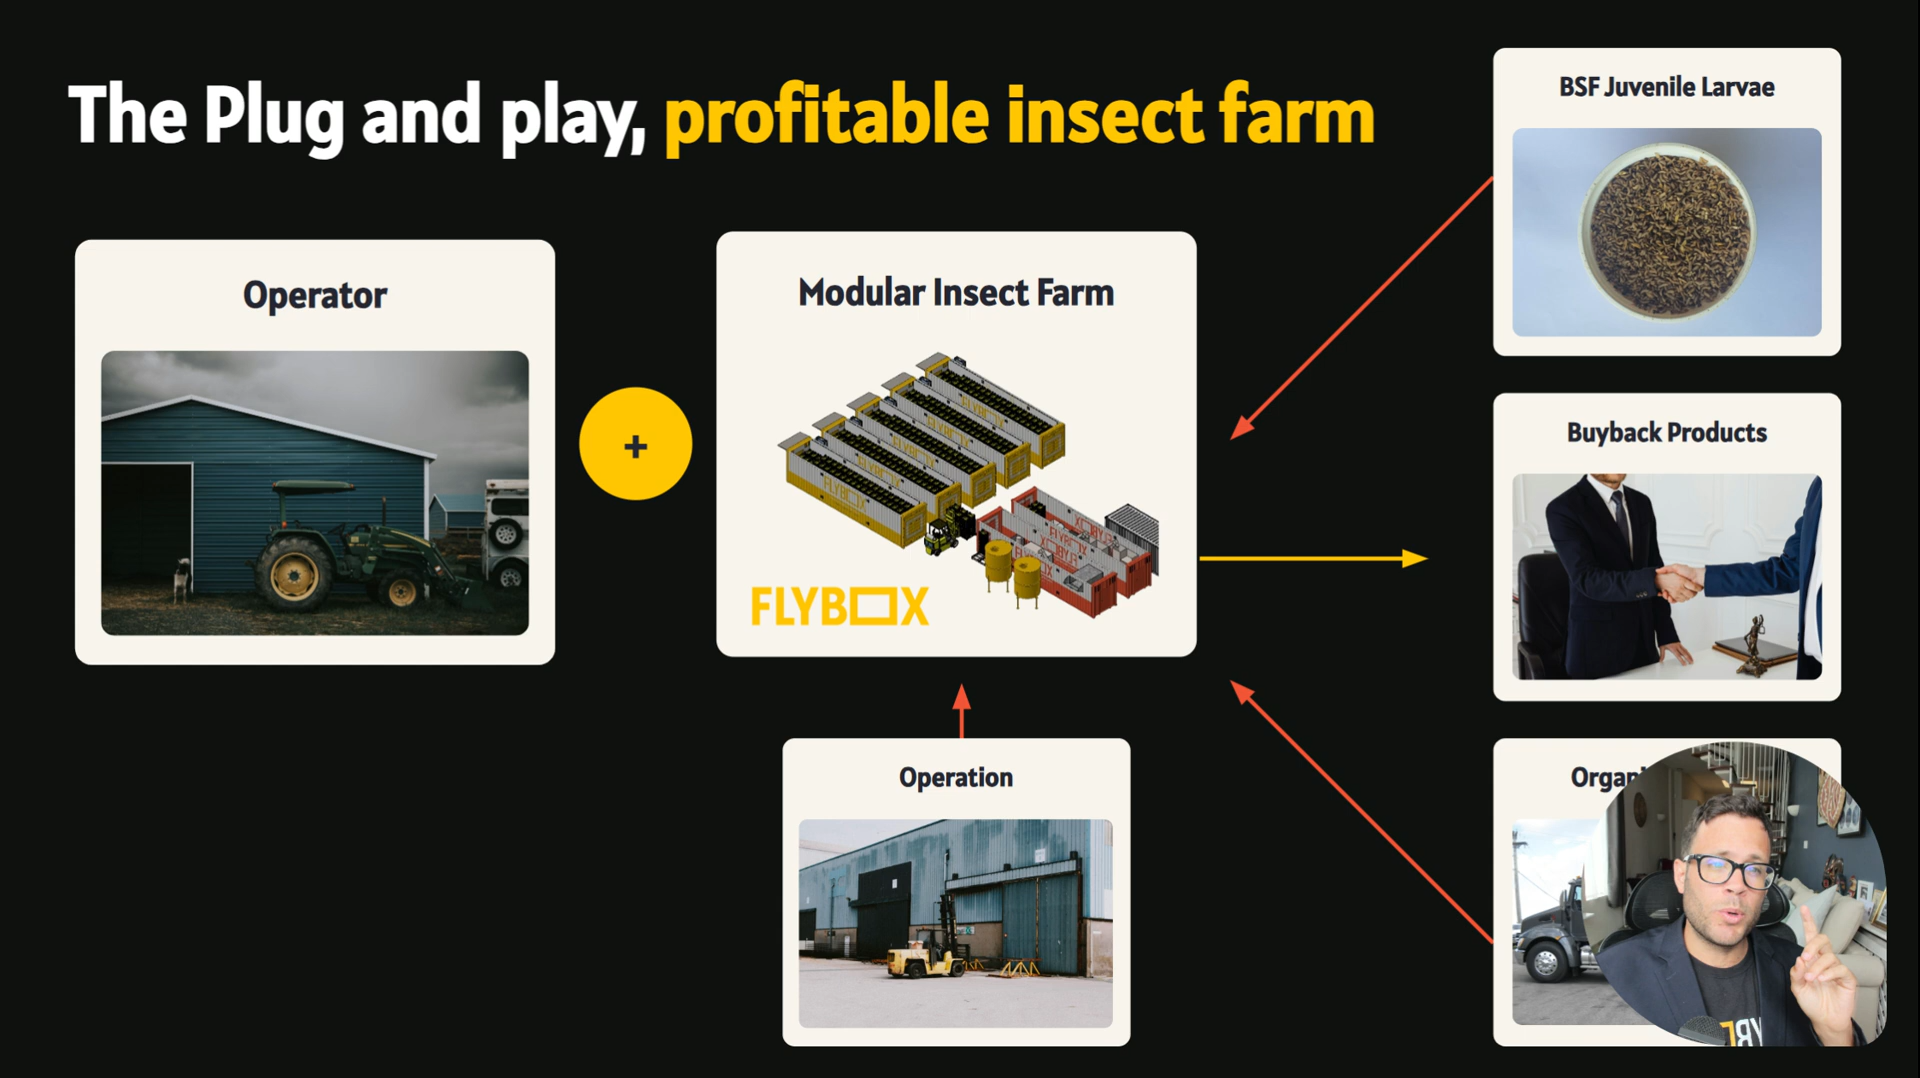 The Plug and play, profitable insect farm
Operator
+
Modular Insect Farm
FLYBOX
BSF Juvenile Larvae
Buyback Products
Operation